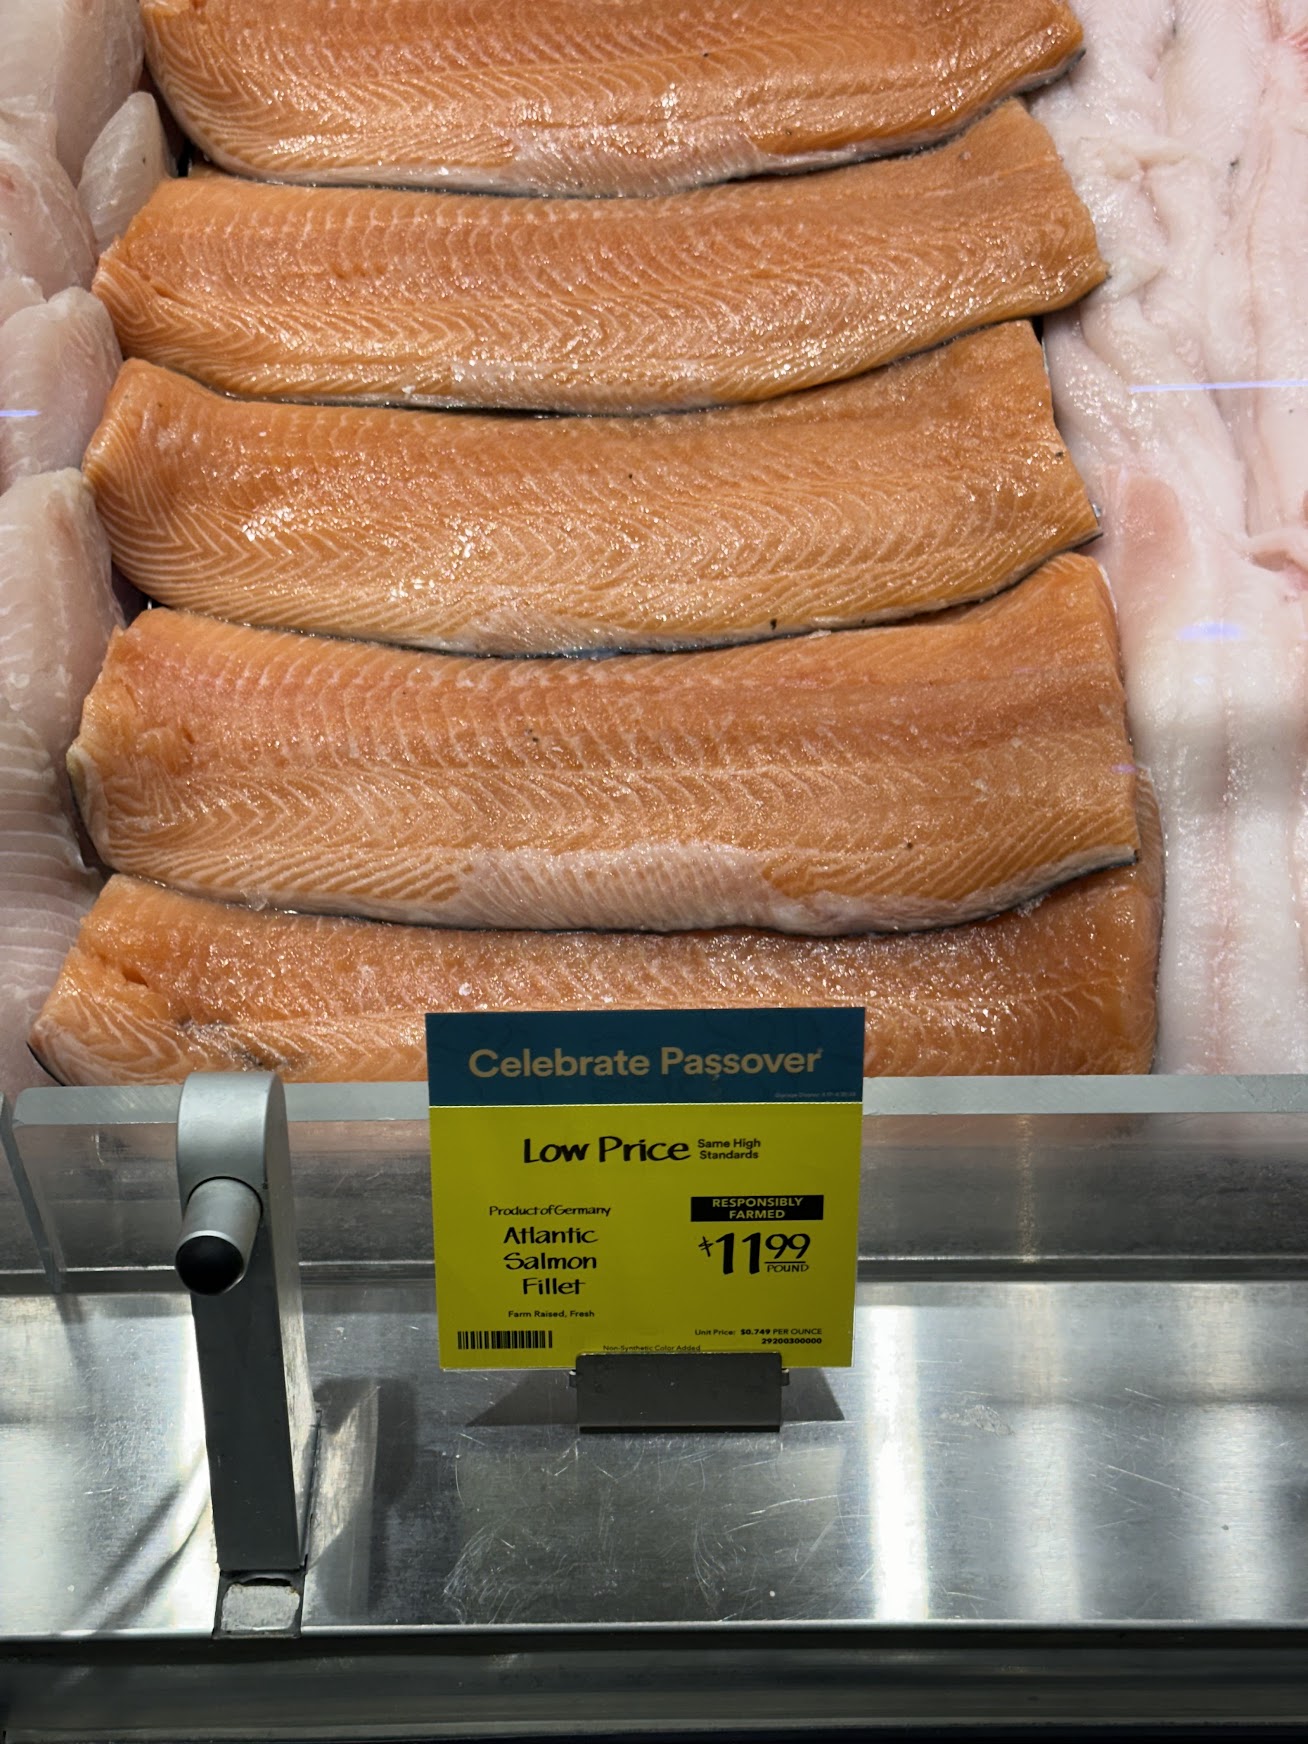 Celebrate Passover
Low Price Same High
Standards
Product of Germany
Atlantic
Salmon
Fillet
Farm Raised, Fresh
RESPONSIBLY
FARMED
$11 99
POUND
Unit Price: $0.749 PER OUNCE
29200300000
Non-Synthetic Color Added